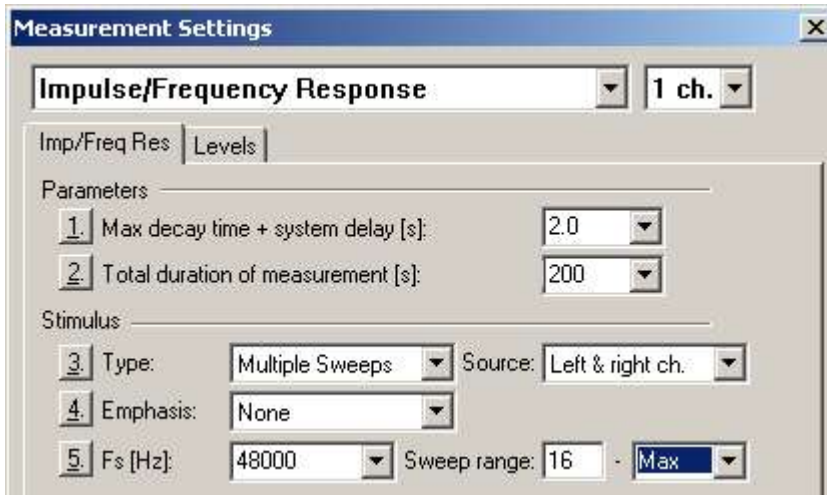 Measurement Settings
Impulse/Frequency Response 1 ch.
Imp/Freq Res Levels
Parameters
1. Max decay time + system delay [s]: 2.0
2. Total duration of measurement [s]: 200
Stimulus
3. Type: Multiple Sweeps Source: Left & right ch.
4. Emphasis: None
5. Fs [Hz]: 48000 Sweep range: 16 - Max